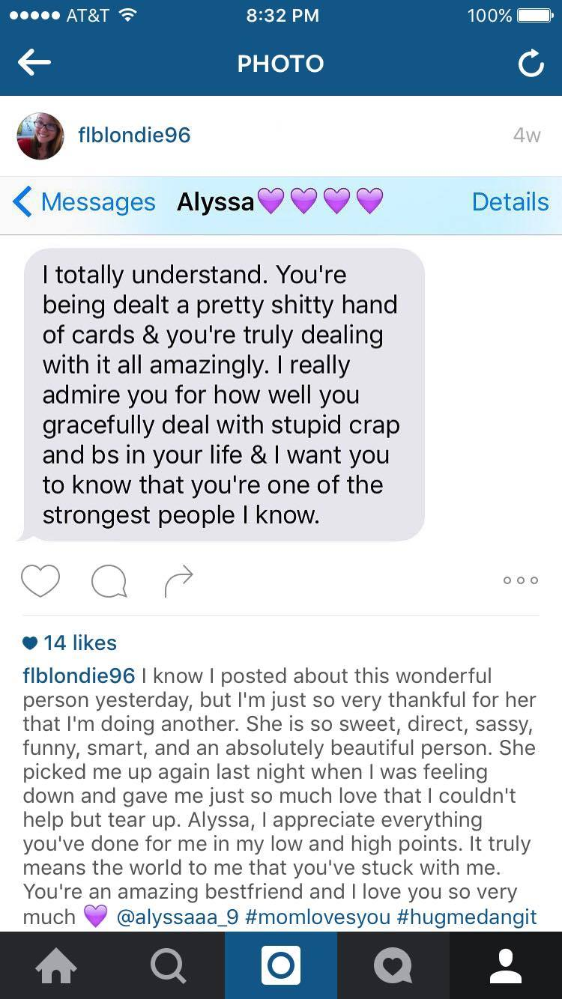 AT&T 8:32 PM 100%
PHOTO
flblondie96 4w
Messages Alyssa💜💜💜💜 Details
I totally understand. You're
being dealt a pretty shitty hand
of cards & you're truly dealing
with it all amazingly. I really
admire you for how well you
gracefully deal with stupid crap
and bs in your life & I want you
to know that you're one of the
strongest people I know.
14 likes
flblondie96 I know I posted about this wonderful
person yesterday, but I'm just so very thankful for her
that I'm doing another. She is so sweet, direct, sassy,
funny, smart, and an absolutely beautiful person. She
picked me up again last night when I was feeling
down and gave me just so much love that I couldn't
help but tear up. Alyssa, I appreciate everything
you've done for me in my low and high points. It truly
means the world to me that you've stuck with me.
You're an amazing bestfriend and I love you so very
much 💜 @alyssaaa_9 #momlovesyou #hugmedangit